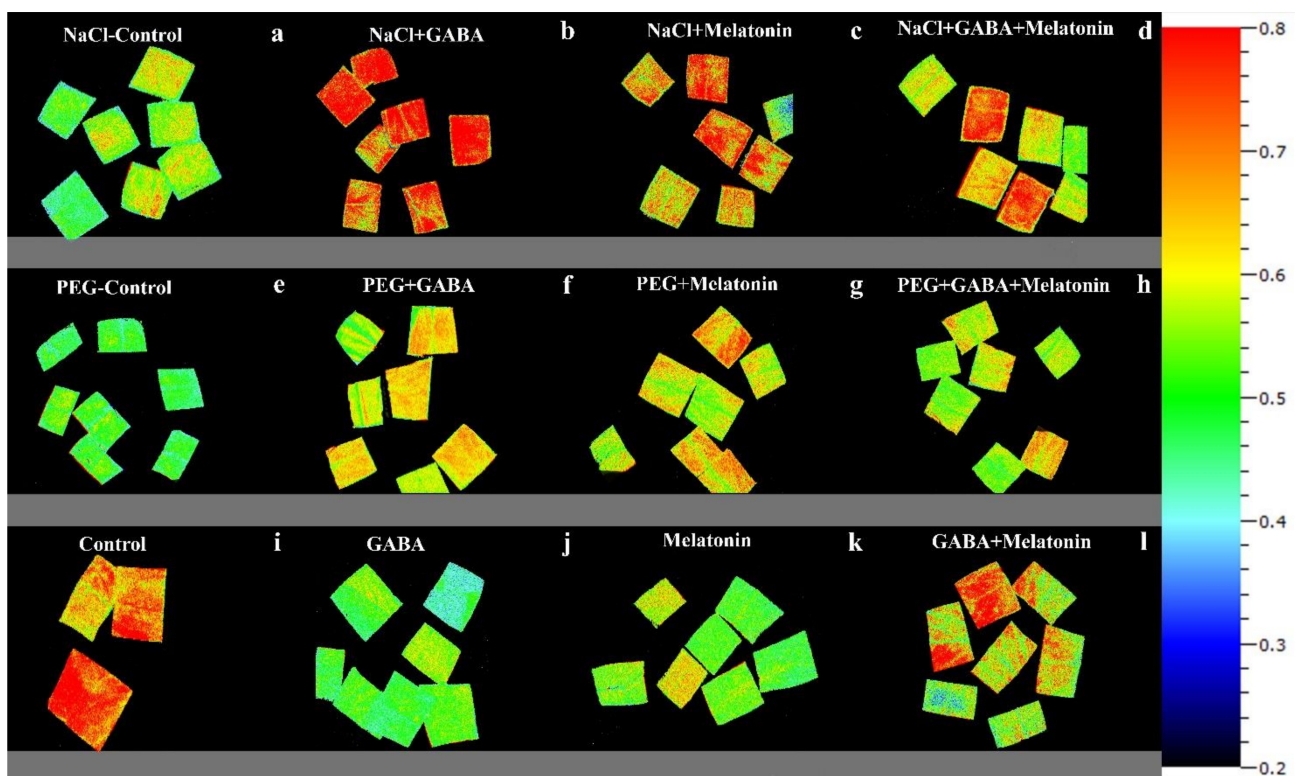 NaCl-Control a NaCl+GABA b NaCl+Melatonin c NaCl+GABA+Melatonin d
PEG-Control e PEG+GABA f PEG+Melatonin g PEG+GABA+Melatonin h
Control i GABA j Melatonin k GABA+Melatonin l
0.8
0.7
0.6
0.5
0.4
0.3
0.2